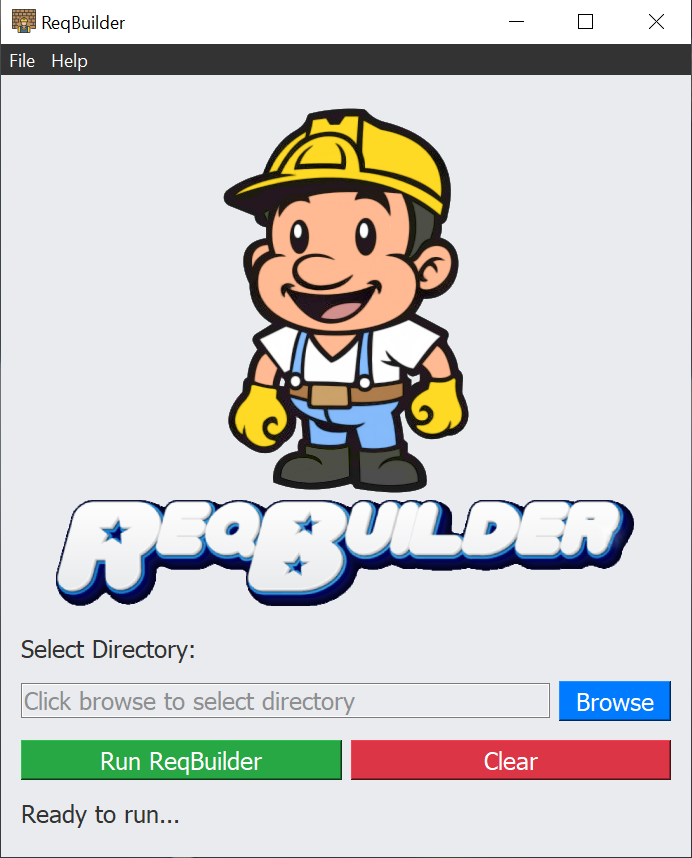 ReqBuilder
File Help
ReqBuilder
Select Directory:
Click browse to select directory Browse
Run ReqBuilder Clear
Ready to run...